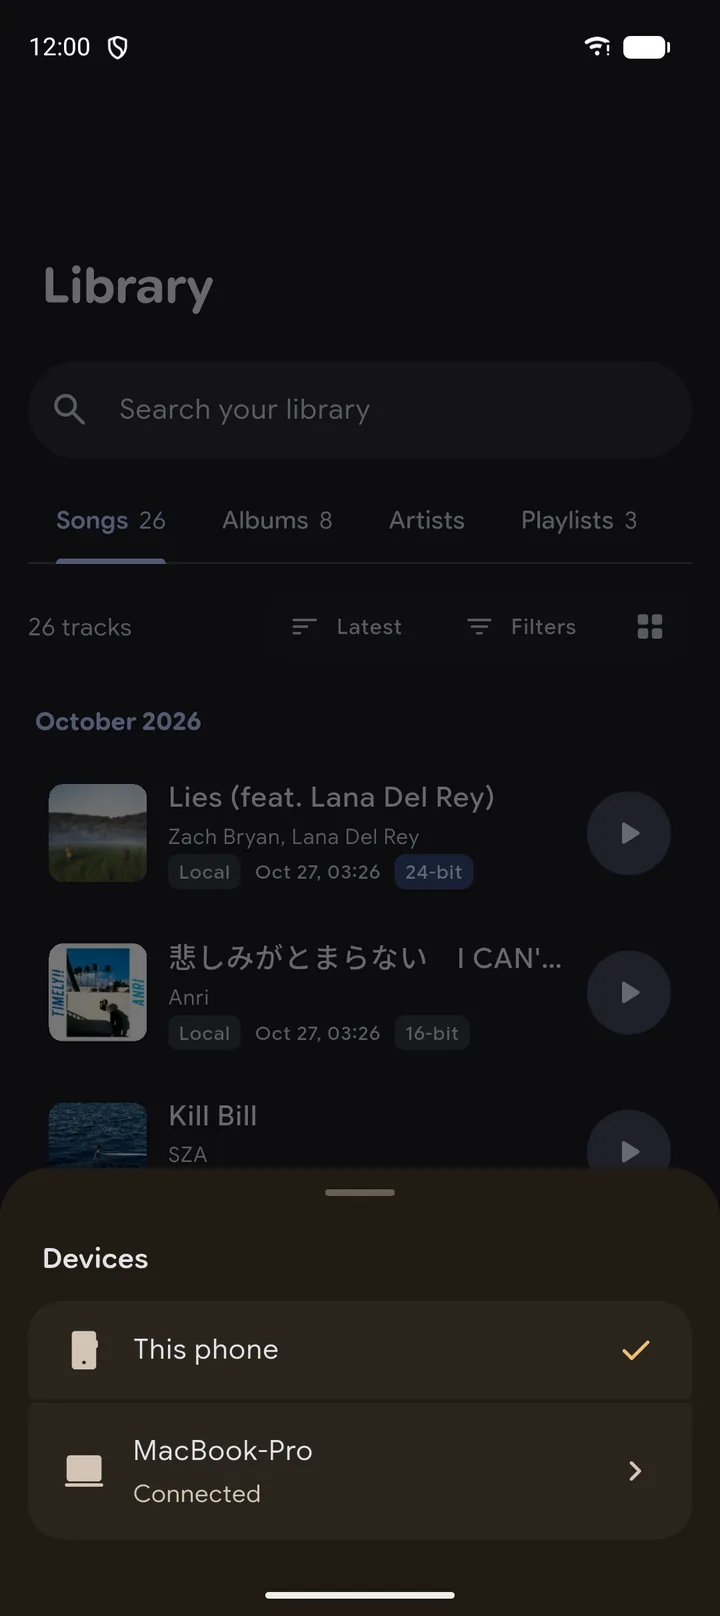 12:00
Library
Search your library
Songs 26 Albums 8 Artists Playlists 3
26 tracks Latest Filters
October 2026
Lies (feat. Lana Del Rey)
Zach Bryan, Lana Del Rey
Local Oct 27, 03:26 24-bit
TIMELY!!
ANRI
悲しみがとまらない　I CAN'...
Anri
Local Oct 27, 03:26 16-bit
Kill Bill
SZA
Devices
This phone
MacBook-Pro
Connected